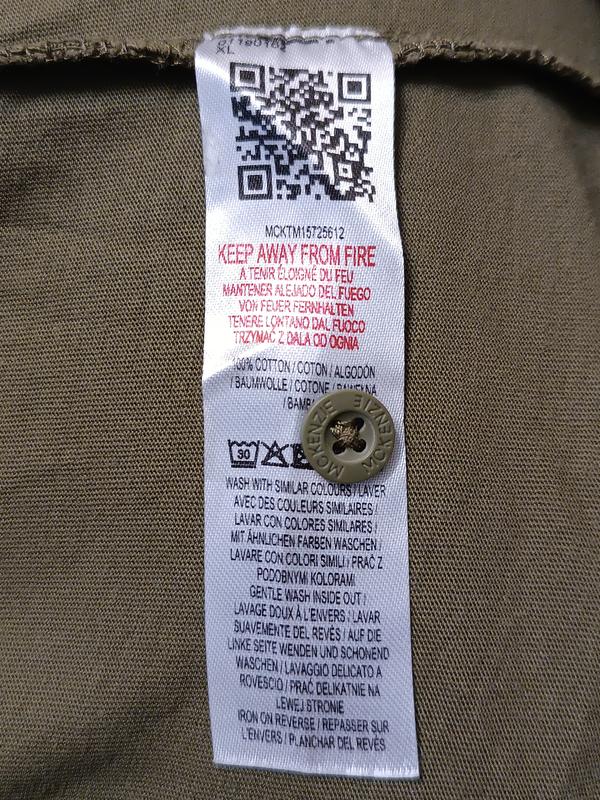 XL
MCKTM15725612
KEEP AWAY FROM FIRE
A TENIR ÉLOIGNÉ DU FEU
MANTENER ALEJADO DEL FUEGO
VON FEUER FERNHALTEN
TENERE LONTANO DAL FUOCO
TRZYMAĆ Z DALA OD OGNIA
100% COTTON / COTON / ALGODÓN
/ BAUMWOLLE / COTONE / BAWEŁNA
MCKENZIE MCKENZIE
30
WASH WITH SIMILAR COLOURS / LAVER
AVEC DES COULEURS SIMILAIRES /
LAVAR CON COLORES SIMILARES /
MIT ÄHNLICHEN FARBEN WASCHEN /
LAVARE CON COLORI SIMILI / PRAĆ Z
PODOBNYMI KOLORAMI
GENTLE WASH INSIDE OUT /
LAVAGE DOUX À L'ENVERS / LAVAR
SUAVEMENTE DEL REVÉS / AUF DIE
LINKE SEITE WENDEN UND SCHONEND
WASCHEN / LAVAGGIO DELICATO A
ROVESCIO / PRAĆ DELIKATNIE NA
LEWEJ STRONIE
IRON ON REVERSE / REPASSER SUR
L'ENVERS / PLANCHAR DEL REVÉS